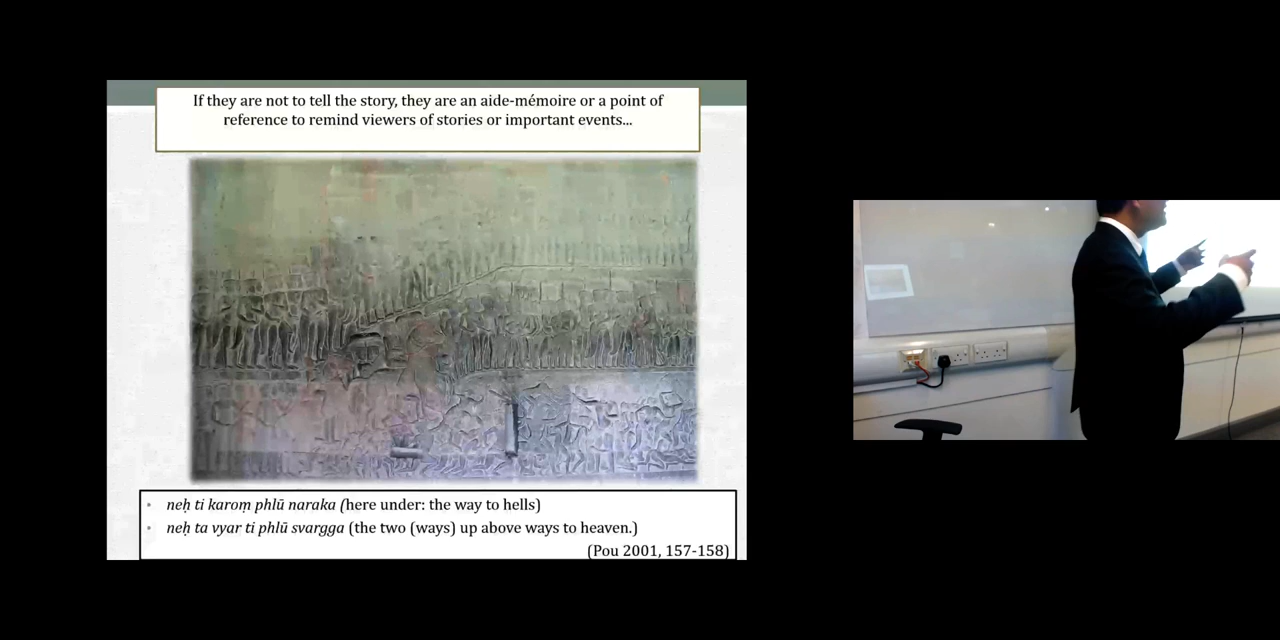 If they are not to tell the story, they are an aide-mémoire or a point of
reference to remind viewers of stories or important events...
• neḥ ti karoṃ phlū naraka (here under: the way to hells)
• neḥ ta vyar ti phlū svargga (the two (ways) up above ways to heaven.)
(Pou 2001, 157-158)